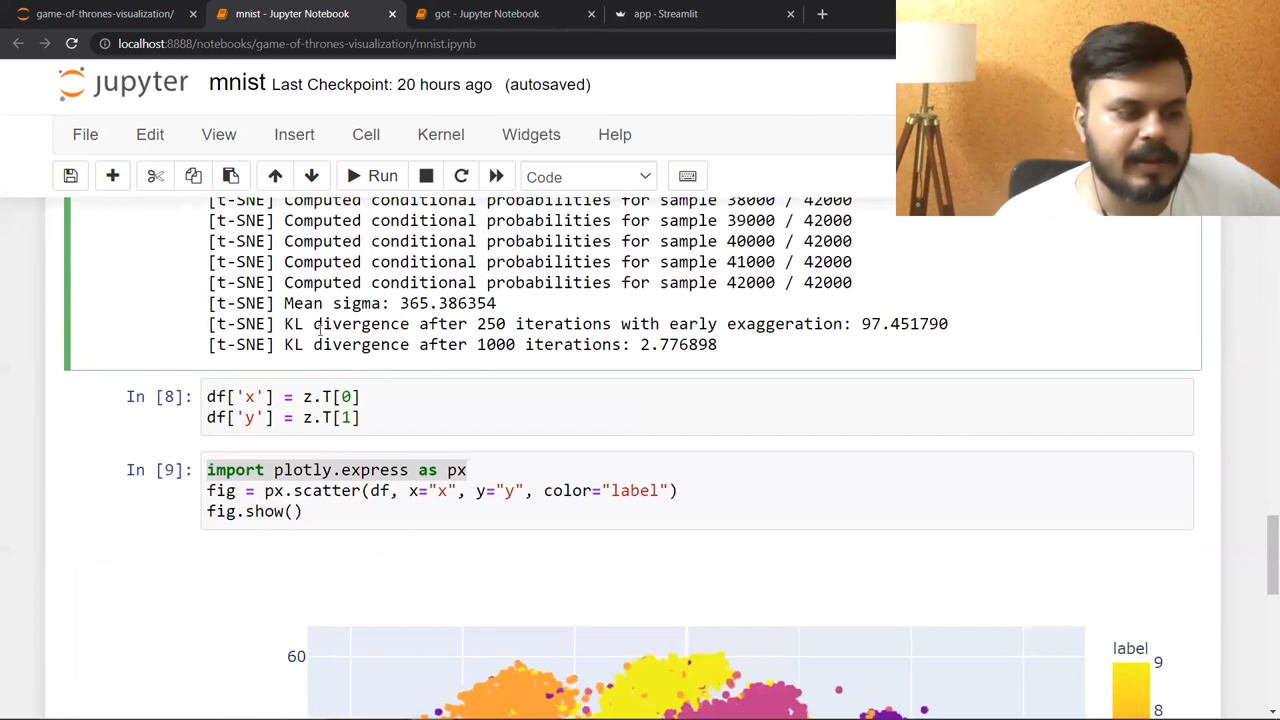 game-of-thrones-visualization/
mnist - Jupyter Notebook
got - Jupyter Notebook
app - Streamlit
localhost:8888/notebooks/game-of-thrones-visualization/mnist.ipynb
jupyter mnist Last Checkpoint: 20 hours ago (autosaved)
File Edit View Insert Cell Kernel Widgets Help
Run Code
[t-SNE] Computed conditional probabilities for sample 38000 / 42000
[t-SNE] Computed conditional probabilities for sample 39000 / 42000
[t-SNE] Computed conditional probabilities for sample 40000 / 42000
[t-SNE] Computed conditional probabilities for sample 41000 / 42000
[t-SNE] Computed conditional probabilities for sample 42000 / 42000
[t-SNE] Mean sigma: 365.386354
[t-SNE] KL divergence after 250 iterations with early exaggeration: 97.451790
[t-SNE] KL divergence after 1000 iterations: 2.776898
In [8]: df['x'] = z.T[0]
df['y'] = z.T[1]
In [9]: import plotly.express as px
fig = px.scatter(df, x="x", y="y", color="label")
fig.show()
label
60
9
8